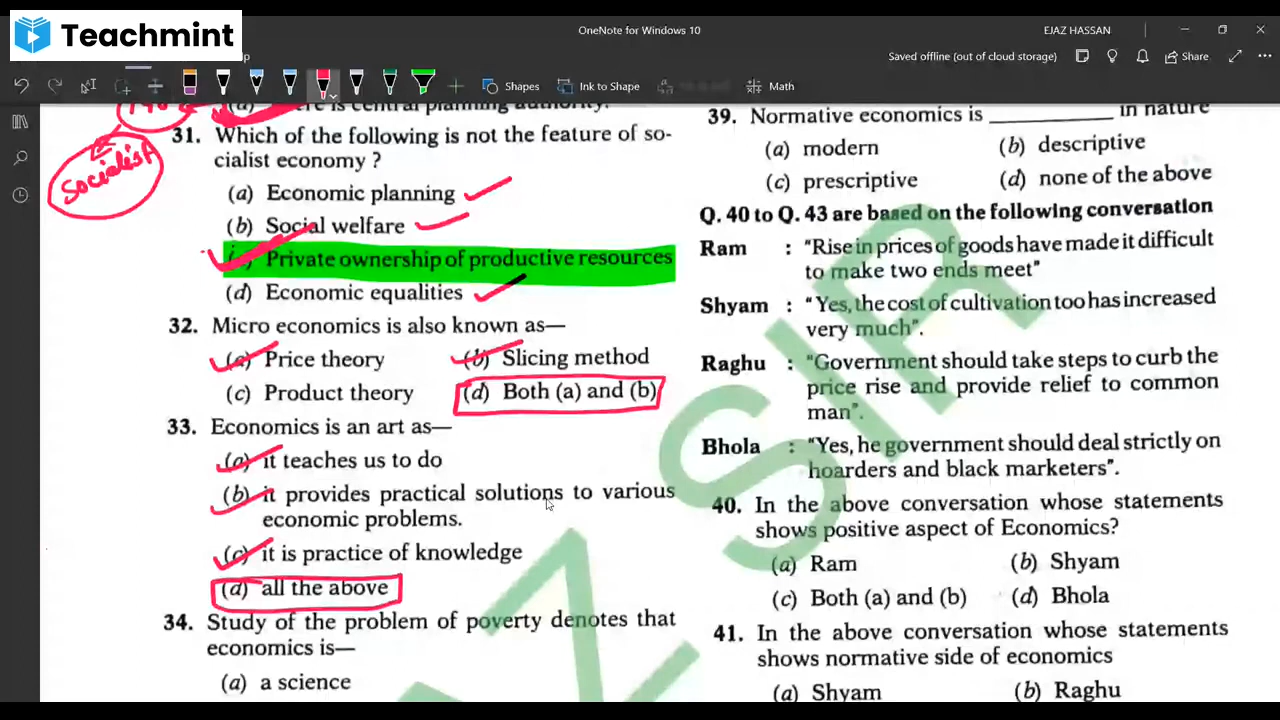 Teachmint
OneNote for Windows 10
EJAZ HASSAN
Saved offline (out of cloud storage)
Share
Shapes
Ink to Shape
Math
is central planning authority.
Socialist
31. Which of the following is not the feature of so-
cialist economy ?
(a) Economic planning
(b) Social welfare
(c) Private ownership of productive resources
(d) Economic equalities
32. Micro economics is also known as—
(a) Price theory (b) Slicing method
(c) Product theory (d) Both (a) and (b)
33. Economics is an art as—
(a) it teaches us to do
(b) it provides practical solutions to various
economic problems.
(c) it is practice of knowledge
(d) all the above
34. Study of the problem of poverty denotes that
economics is—
(a) a science
39. Normative economics is __________ in nature
(a) modern (b) descriptive
(c) prescriptive (d) none of the above
Q. 40 to Q. 43 are based on the following conversation
Ram : "Rise in prices of goods have made it difficult
to make two ends meet"
Shyam : "Yes, the cost of cultivation too has increased
very much".
Raghu : "Government should take steps to curb the
price rise and provide relief to common
man".
Bhola : "Yes, he government should deal strictly on
hoarders and black marketers".
40. In the above conversation whose statements
shows positive aspect of Economics?
(a) Ram (b) Shyam
(c) Both (a) and (b) (d) Bhola
41. In the above conversation whose statements
shows normative side of economics
(a) Shyam (b) Raghu
Z SIR